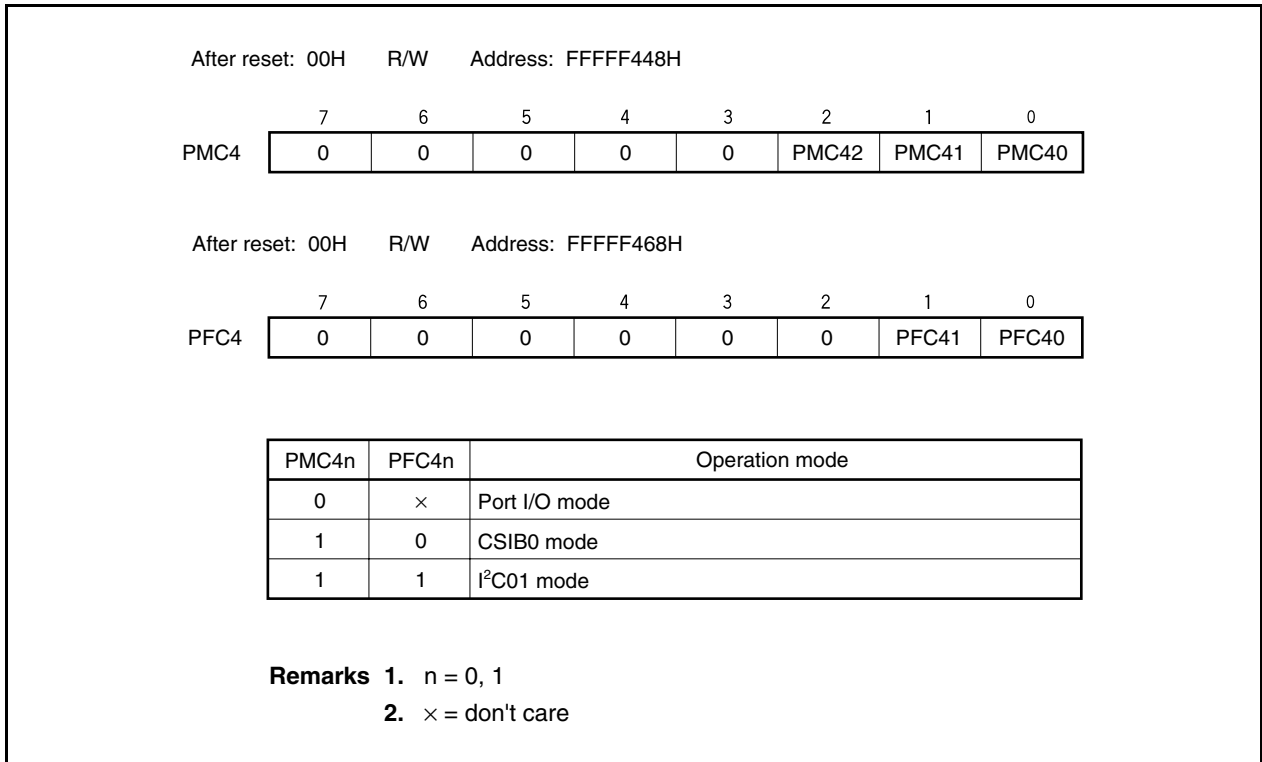 After reset: 00H R/W Address: FFFFF448H
7 6 5 4 3 2 1 0
PMC4 0 0 0 0 0 PMC42 PMC41 PMC40
After reset: 00H R/W Address: FFFFF468H
7 6 5 4 3 2 1 0
PFC4 0 0 0 0 0 0 PFC41 PFC40
PMC4n PFC4n Operation mode
0 × Port I/O mode
1 0 CSIB0 mode
1 1 I²C01 mode
Remarks 1. n = 0, 1
2. × = don't care